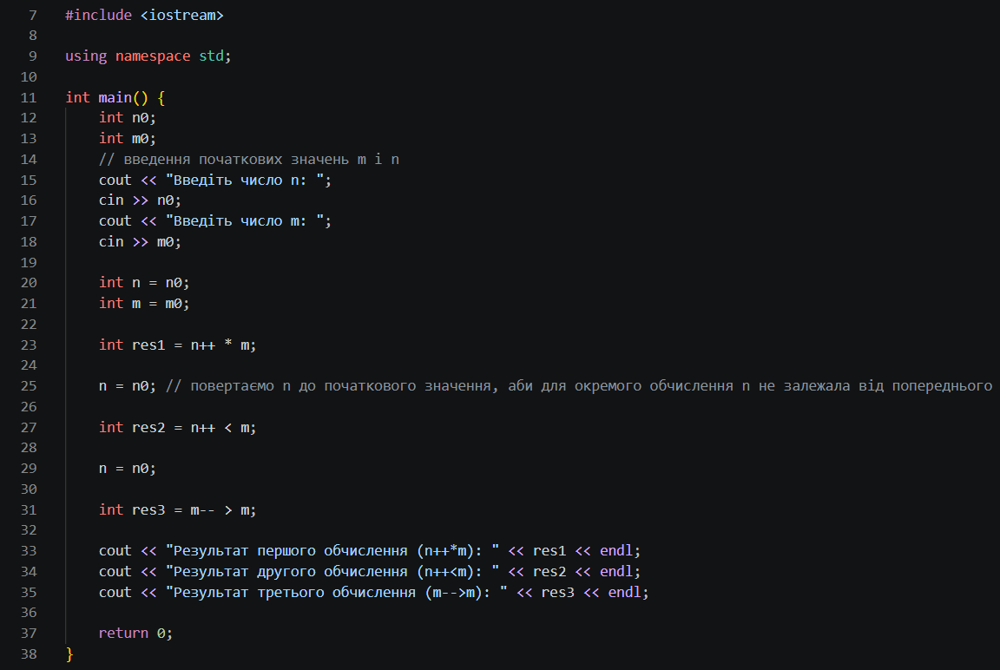 7 #include <iostream>
8
9 using namespace std;
10
11 int main() {
12 int n0;
13 int m0;
14 // введення початкових значень m і n
15 cout << "Введіть число n: ";
16 cin >> n0;
17 cout << "Введіть число m: ";
18 cin >> m0;
19
20 int n = n0;
21 int m = m0;
22
23 int res1 = n++ * m;
24
25 n = n0; // повертаємо n до початкового значення, аби для окремого обчислення n не залежала від попереднього
26
27 int res2 = n++ < m;
28
29 n = n0;
30
31 int res3 = m-- > m;
32
33 cout << "Результат першого обчислення (n++*m): " << res1 << endl;
34 cout << "Результат другого обчислення (n++<m): " << res2 << endl;
35 cout << "Результат третього обчислення (m-->m): " << res3 << endl;
36
37 return 0;
38 }